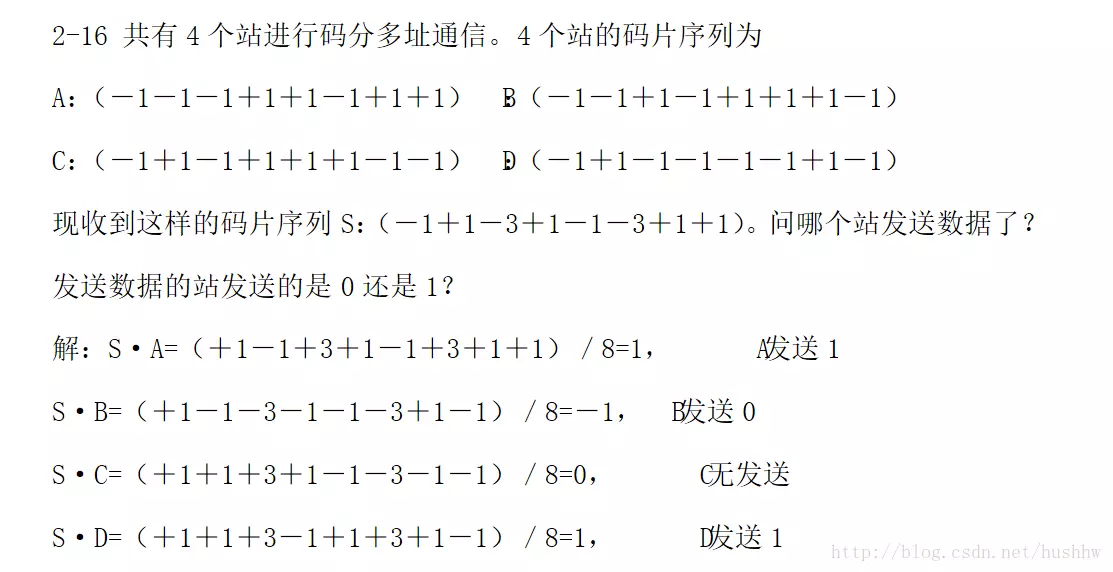 2-16 共有4个站进行码分多址通信。4个站的码片序列为
A:(-1-1-1+1+1-1+1+1) B:(-1-1+1-1+1+1+1-1)
C:(-1+1-1+1+1+1-1-1) D:(-1+1-1-1-1-1+1-1)
现收到这样的码片序列S:(-1+1-3+1-1-3+1+1)。问哪个站发送数据了?
发送数据的站发送的是0还是1?
解:S·A=(+1-1+3+1-1+3+1+1)/8=1, A发送1
S·B=(+1-1-3-1-1-3+1-1)/8=-1, B发送0
S·C=(+1+1+3+1-1-3-1-1)/8=0, C无发送
S·D=(+1+1+3-1+1+3+1-1)/8=1, D发送1
http://blog.csdn.net/hushhw